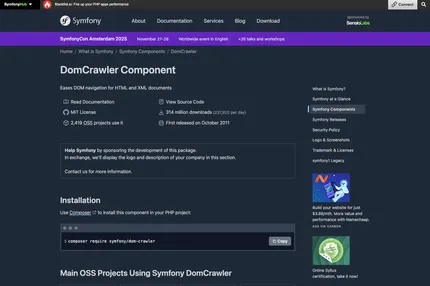 SymfonyHub
Blackfire.io: Fire up your PHP apps performance
Connect
Symfony
About
Documentation
Services
Blog
Download
sponsored by
SensioLabs
SymfonyCon Amsterdam 2025
November 27-28
Worldwide event in English
+35 talks and workshops
Home / What is Symfony / Symfony Components / DomCrawler
DomCrawler Component
Eases DOM navigation for HTML and XML documents
Read Documentation
View Source Code
MIT License
314 million downloads
2,419 OSS projects use it
First released on October 2011
Help Symfony by sponsoring the development of this package.
In exchange, we'll display the logo and description of your company in this section.
Contact us for more information.
Installation
Use Composer to install this component in your PHP project:
composer require symfony/dom-crawler
Copy
Main OSS Projects Using Symfony DomCrawler
What is Symfony?
Symfony at a Glance
Symfony Components
Symfony Releases
Security Policy
Logo & Screenshots
Trademark & Licenses
symfony1 Legacy
Build your website for just
$3.88/mth. More value and
performance with Namecheap.
ADS VIA CARBON
Online Sylius
certification, take it now!